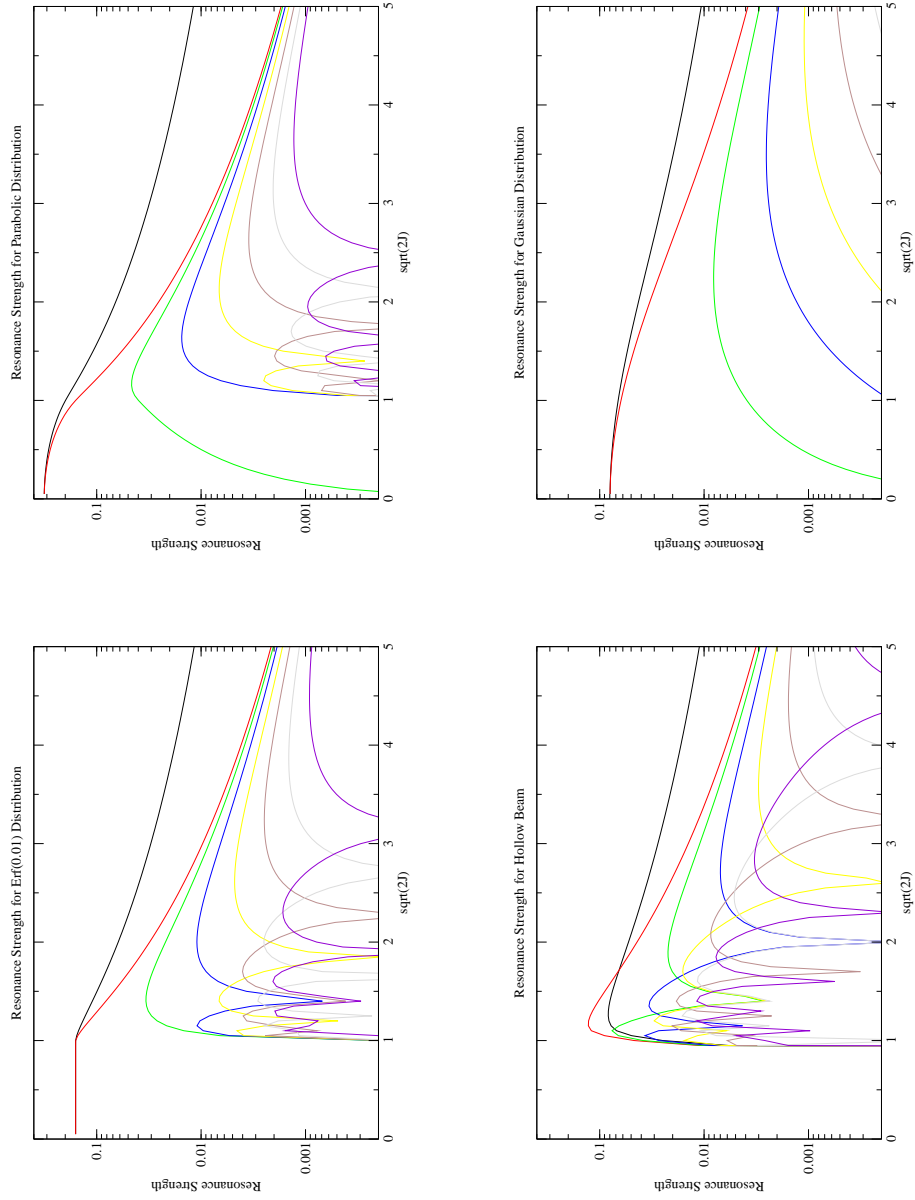 Resonance Strength for Erf(0.01) Distribution
Resonance Strength
0.1
0.01
0.001
0 1 2 3 4 5
sqrt(2J)
Resonance Strength for Parabolic Distribution
Resonance Strength
0.1
0.01
0.001
0 1 2 3 4 5
sqrt(2J)
Resonance Strength for Hollow Beam
Resonance Strength
0.1
0.01
0.001
0 1 2 3 4 5
sqrt(2J)
Resonance Strength for Gaussian Distribution
Resonance Strength
0.1
0.01
0.001
0 1 2 3 4 5
sqrt(2J)